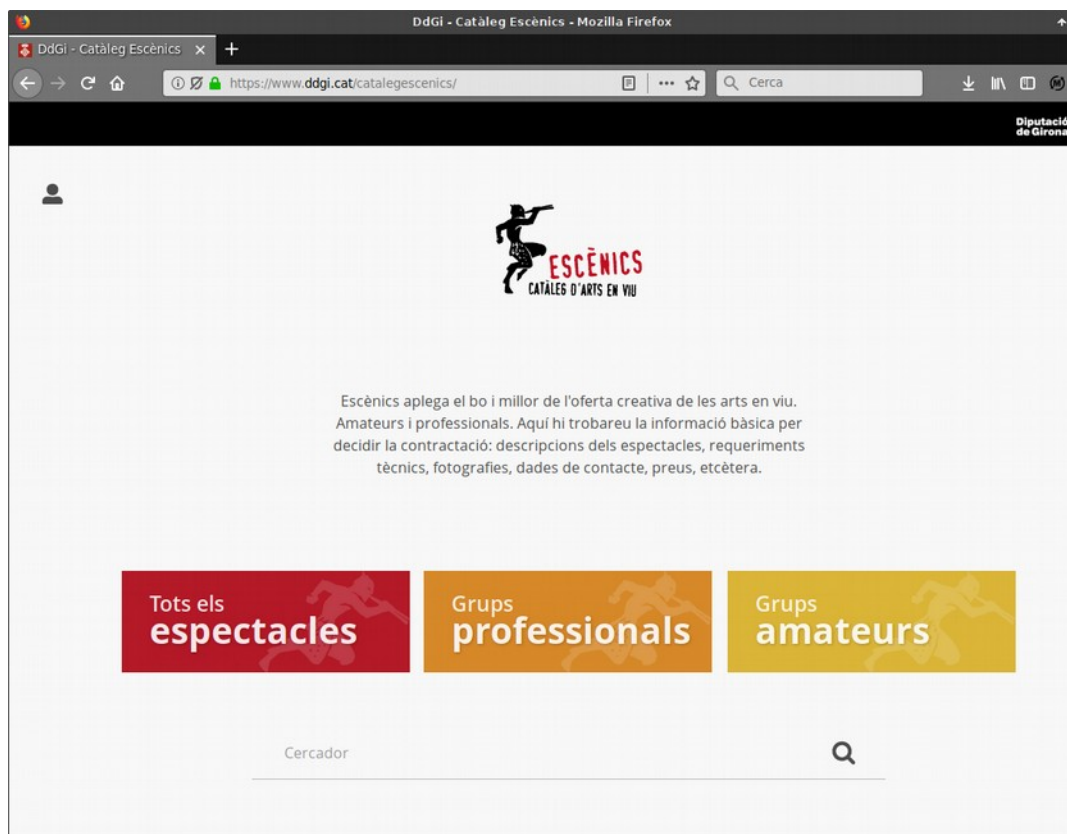 DdGi - Catàleg Escènics - Mozilla Firefox
DdGi - Catàleg Escènics
https://www.ddgi.cat/catalegescenics/
Cerca
Diputació
de Girona
ESCÈNICS
CATÀLEG D'ARTS EN VIU
Escènics aplega el bo i millor de l'oferta creativa de les arts en viu.
Amateurs i professionals. Aquí hi trobareu la informació bàsica per
decidir la contractació: descripcions dels espectacles, requeriments
tècnics, fotografies, dades de contacte, preus, etcètera.
Tots els
espectacles
Grups
professionals
Grups
amateurs
Cercador